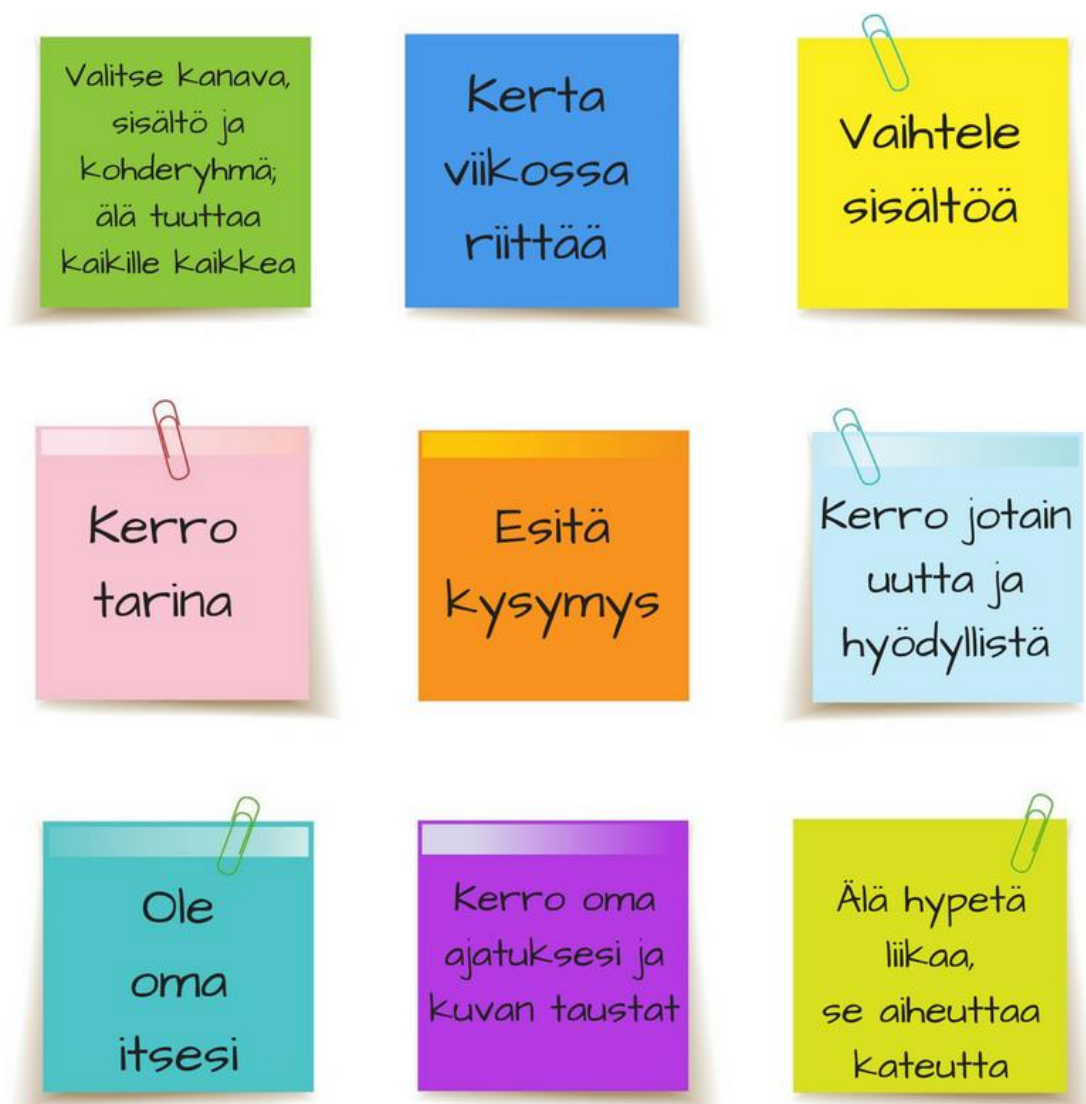 Valitse kanava,
sisältö ja
kohderyhmä;
älä tuuttaa
kaikille kaikkea
Kerta
viikossa
riittää
Vaihtele
sisältöä
Kerro
tarina
Esitä
kysymys
Kerro jotain
uutta ja
hyödyllistä
Ole
oma
itsesi
Kerro oma
ajatuksesi ja
kuvan taustat
Älä hypetä
liikaa,
se aiheuttaa
kateutta